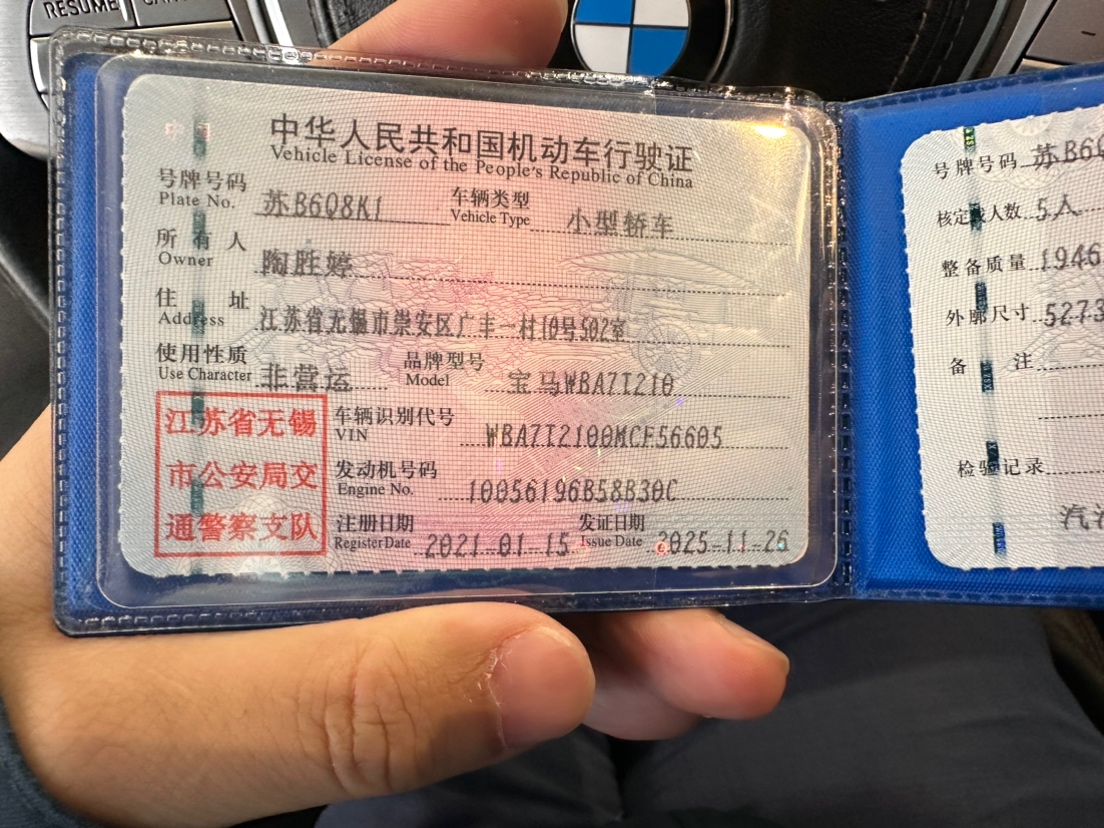 RESUME
中华人民共和国机动车行驶证
Vehicle License of the People's Republic of China
号牌号码 苏B6Q8K1 车辆类型 小型轿车
Plate No. Vehicle Type
所有人 陶胜婷
Owner
住址 江苏省无锡市崇安区广丰一村10号502室
Address
使用性质 非营运 品牌型号 宝马WBA7I210
Use Character Model
江苏省无锡
市公安局交
通警察支队
车辆识别代号 WBA7I2100MCF56605
VIN
发动机号码 10056196B58B30C
Engine No.
注册日期 2021-01-15 发证日期 2025-11-26
Register Date Issue Date
号牌号码 苏B6Q
核定载人数 5人
整备质量 1946
外廓尺寸 5273
备注
检验记录
汽